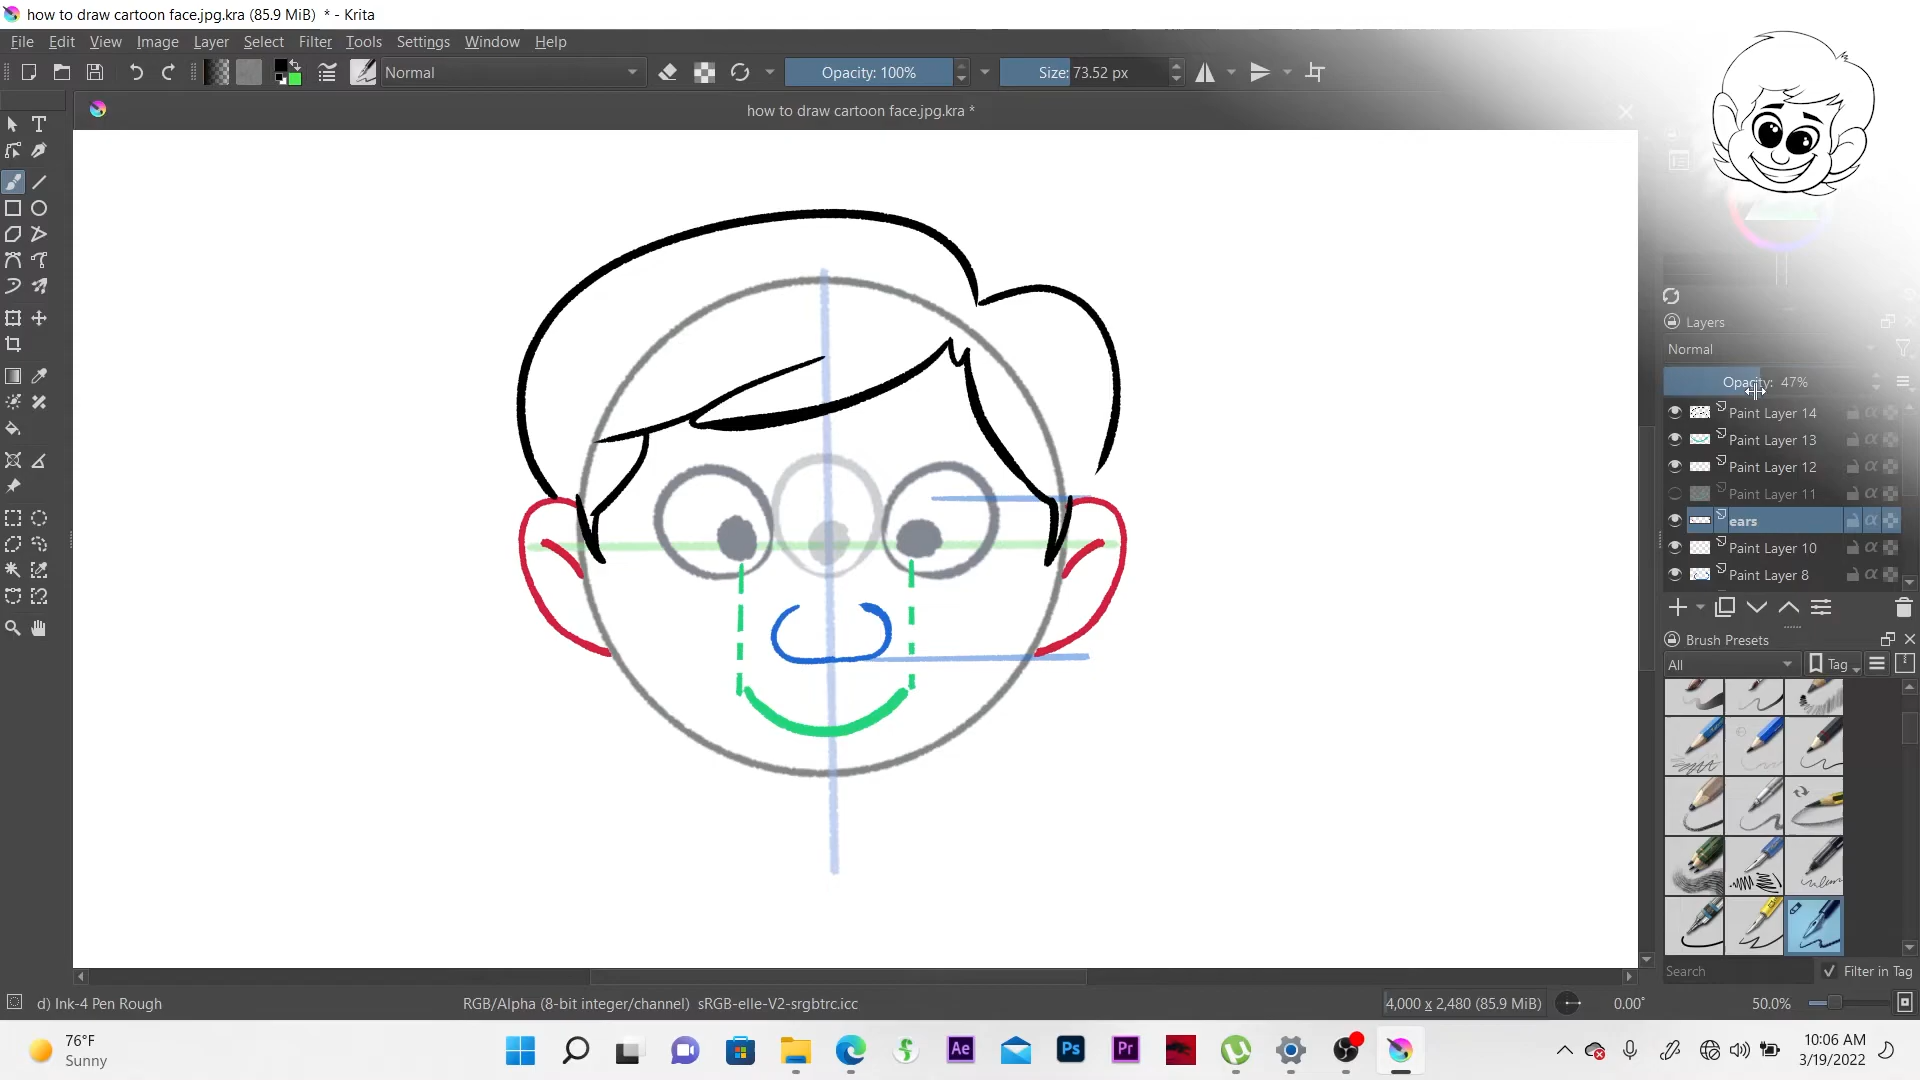 how to draw cartoon face.jpg.kra (85.9 MiB) * - Krita
File Edit View Image Layer Select Filter Tools Settings Window Help
Normal Opacity: 100% Size: 73.52 px
how to draw cartoon face.jpg.kra *
Layers
Normal
Opacity: 47%
Paint Layer 14
Paint Layer 13
Paint Layer 12
Paint Layer 11
ears
Paint Layer 10
Paint Layer 8
Brush Presets
All Tag
Search Filter in Tag
d) Ink-4 Pen Rough RGB/Alpha (8-bit integer/channel) sRGB-elle-V2-srgbtrc.icc 4,000 x 2,480 (85.9 MiB) 0.00° 50.0%
76°F
Sunny
Ae Ps Pr
10:06 AM
3/19/2022